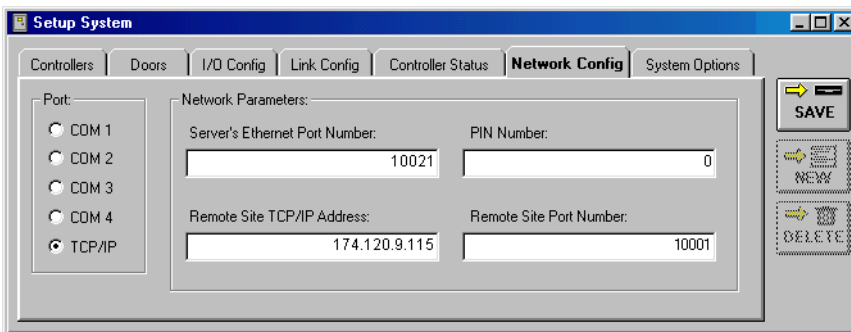 Setup System
Controllers Doors I/O Config Link Config Controller Status Network Config System Options
Port:
COM 1
COM 2
COM 3
COM 4
TCP/IP
Network Parameters:
Server's Ethernet Port Number:
10021
PIN Number:
0
Remote Site TCP/IP Address:
174.120.9.115
Remote Site Port Number:
10001
SAVE
NEW
DELETE